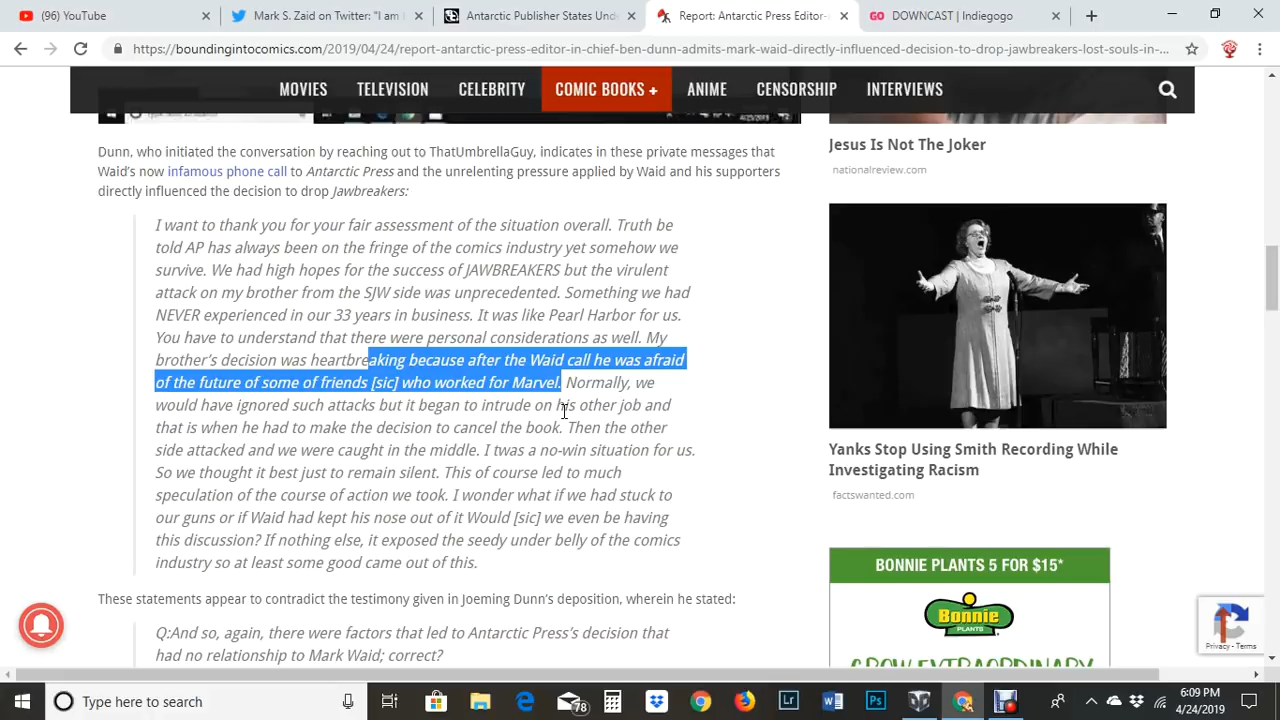 (96) YouTube
Mark S. Zaid on Twitter: "I am
Antarctic Publisher States Und
Report: Antarctic Press Editor-
DOWNCAST | Indiegogo
https://boundingintocomics.com/2019/04/24/report-antarctic-press-editor-in-chief-ben-dunn-admits-mark-waid-directly-influenced-decision-to-drop-jawbreakers-lost-souls-in-...
MOVIES TELEVISION CELEBRITY COMIC BOOKS + ANIME CENSORSHIP INTERVIEWS
Type here to search
4/23/2019
Dunn, who initiated the conversation by reaching out to ThatUmbrellaGuy, indicates in these private messages that
Waid's now infamous phone call to Antarctic Press and the unrelenting pressure applied by Waid and his supporters
directly influenced the decision to drop Jawbreakers:
I want to thank you for your fair assessment of the situation overall. Truth be
told AP has always been on the fringe of the comics industry yet somehow we
survive. We had high hopes for the success of JAWBREAKERS but the virulent
attack on my brother from the SJW side was unprecedented. Something we had
NEVER experienced in our 33 years in business. It was like Pearl Harbor for us.
You have to understand that there were personal considerations as well. My
brother's decision was heartbreaking because after the Waid call he was afraid
of the future of some of friends [sic] who worked for Marvel. Normally, we
would have ignored such attacks but it began to intrude on his other job and
that is when he had to make the decision to cancel the book. Then the other
side attacked and we were caught in the middle. I twas a no-win situation for us.
So we thought it best just to remain silent. This of course led to much
speculation of the course of action we took. I wonder what if we had stuck to
our guns or if Waid had kept his nose out of it Would [sic] we even be having
this discussion? If nothing else, it exposed the seedy under belly of the comics
industry so at least some good came out of this.
These statements appear to contradict the testimony given in Joeming Dunn's deposition, wherein he stated:
Q:And so, again, there were factors that led to Antarctic Press's decision that
had no relationship to Mark Waid; correct?
Jesus Is Not The Joker
nationalreview.com
Yanks Stop Using Smith Recording While
Investigating Racism
factswanted.com
BONNIE PLANTS 5 FOR $15*
Bonnie
PLANTS
GROW EXTRAORDINARY
Privacy - Terms
Type here to search
78
Lr
Ps
6:09 PM
4/24/2019